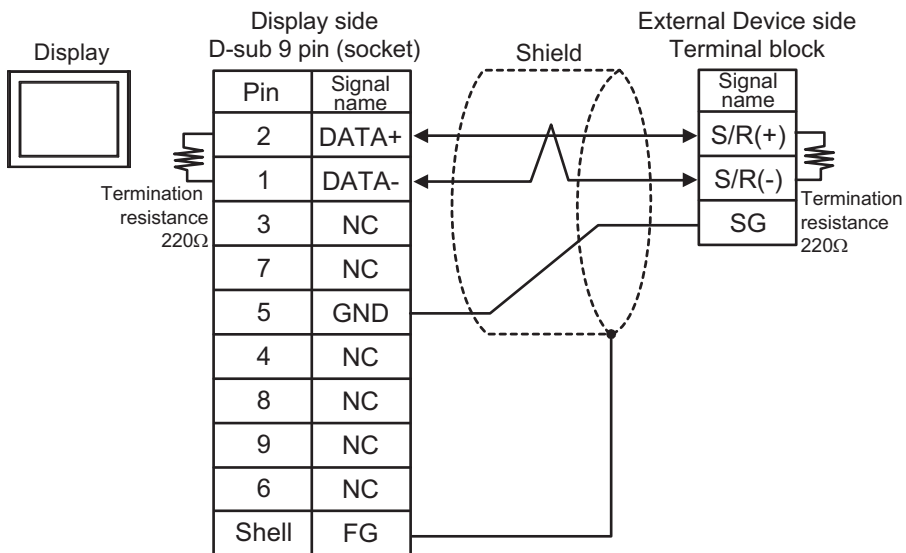 Display
Display side
D-sub 9 pin (socket)
Shield
External Device side
Terminal block
Pin
Signal
name
2
DATA+
1
DATA-
3
NC
7
NC
5
GND
4
NC
8
NC
9
NC
6
NC
Shell
FG
Termination
resistance
220Ω
Signal
name
S/R(+)
S/R(-)
SG
Termination
resistance
220Ω